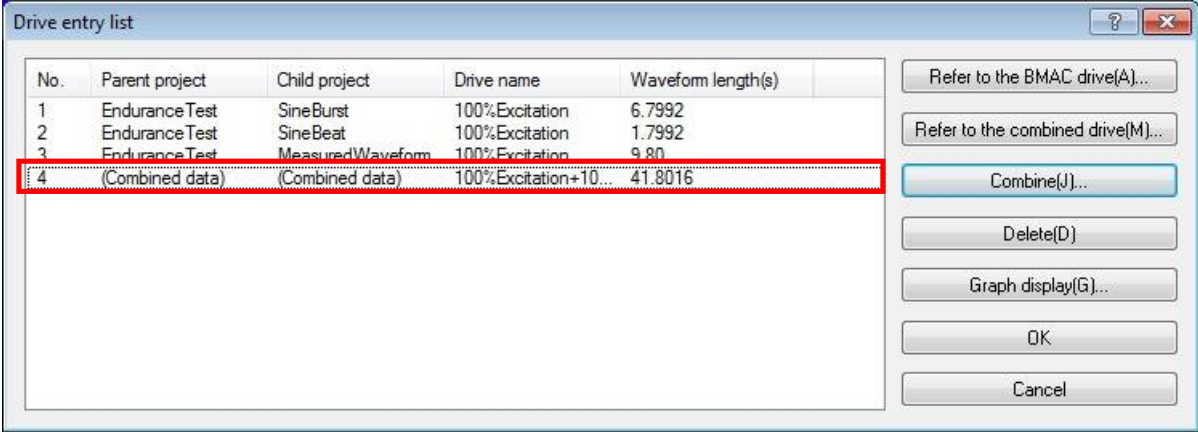 Drive entry list
No. Parent project Child project Drive name Waveform length(s)
1 EnduranceTest SineBurst 100%Excitation 6.7992
2 EnduranceTest SineBeat 100%Excitation 1.7992
3 EnduranceTest MeasuredWaveform 100%Excitation 9.80
4 (Combined data) (Combined data) 100%Excitation+10... 41.8016
Refer to the BMAC drive(A)...
Refer to the combined drive(M)...
Combine(J)...
Delete(D)
Graph display(G)...
OK
Cancel